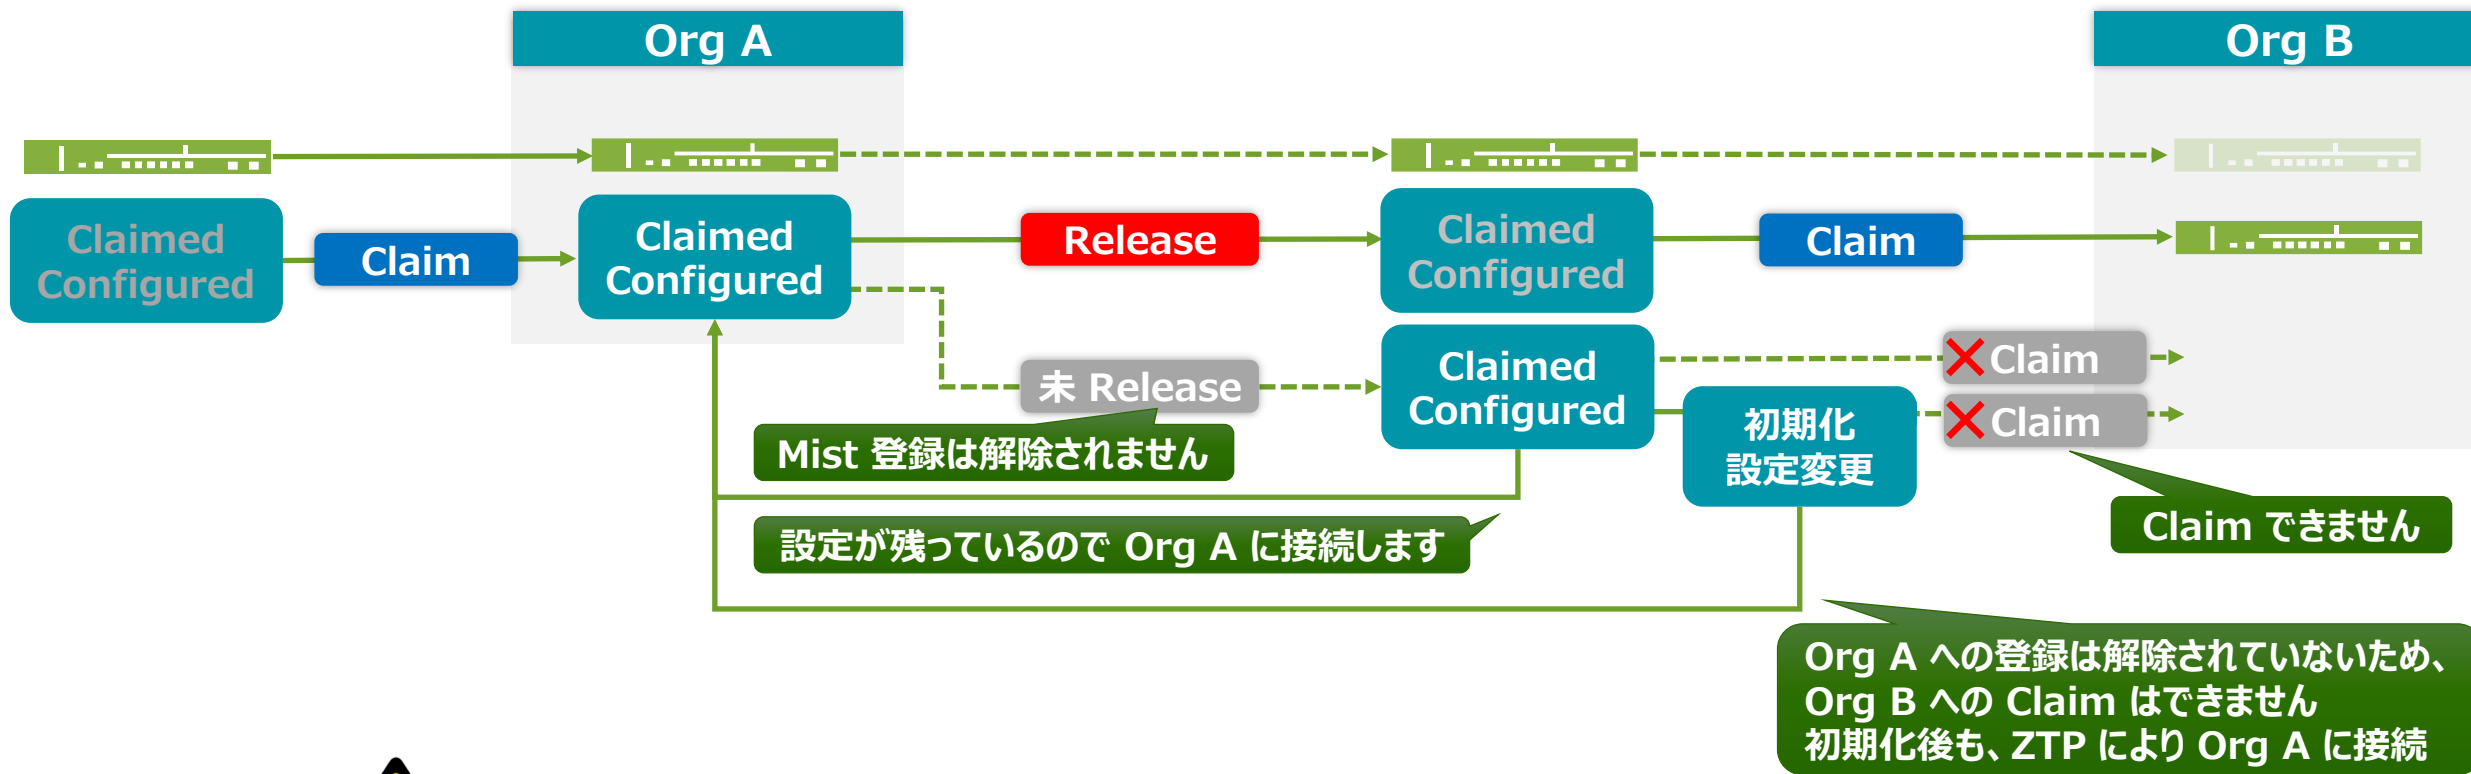 Org A
Org B
Claimed
Configured
Claim
Claimed
Configured
Release
Claimed
Configured
Claim
未 Release
Claimed
Configured
Claim
Claim
初期化
設定変更
Mist 登録は解除されません
設定が残っているので Org A に接続します
Claim できません
Org A への登録は解除されていないため、
Org B への Claim はできません
初期化後も、ZTP により Org A に接続